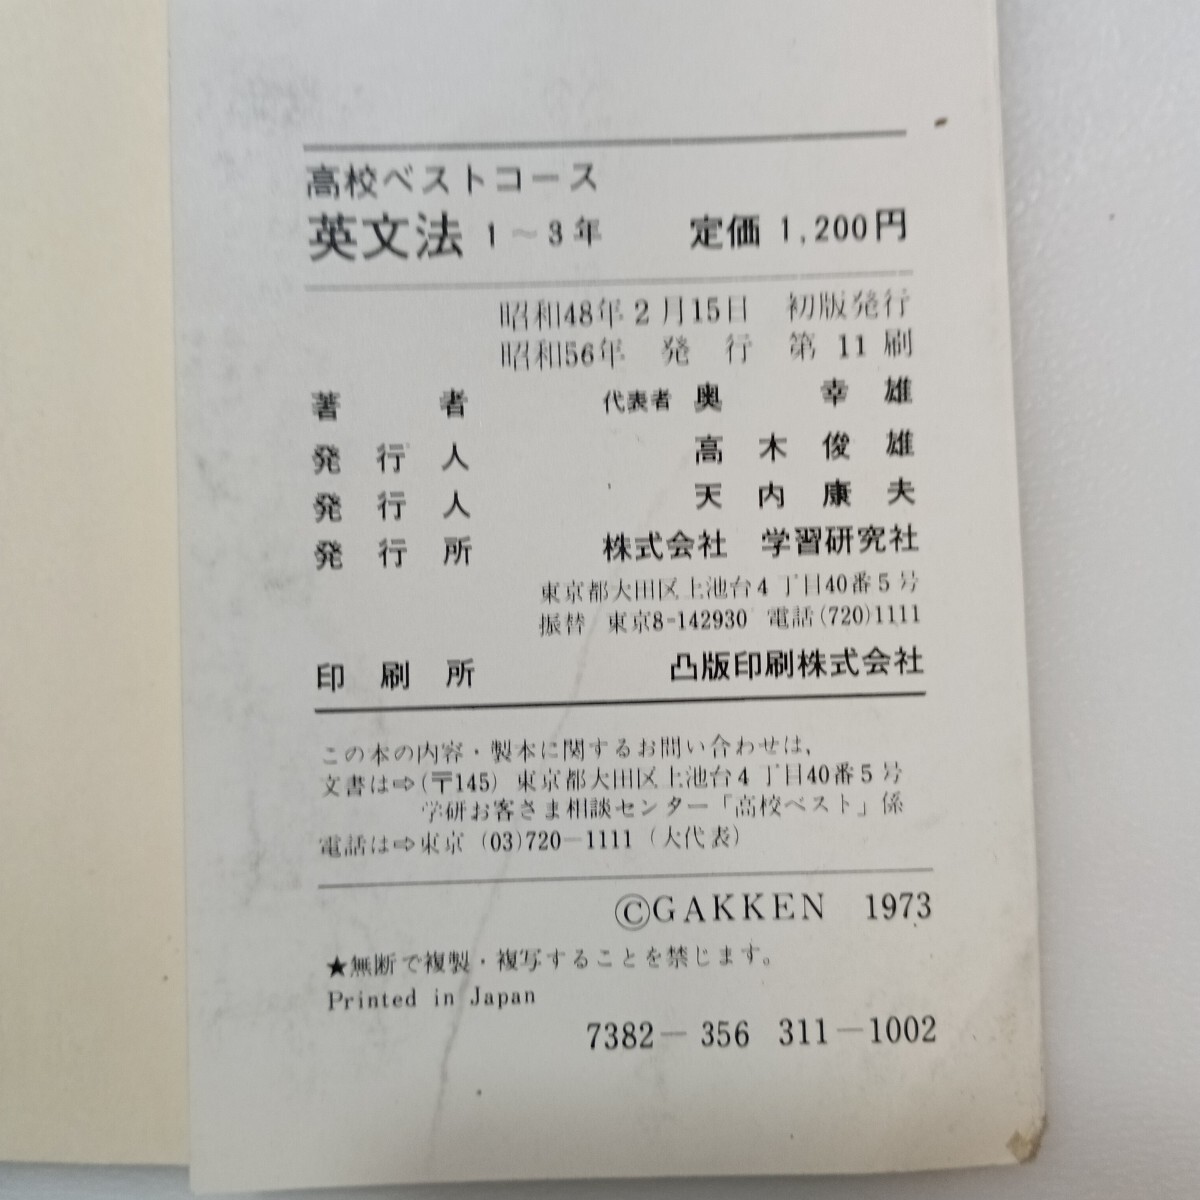 高校ベストコース
英文法 1～3年 定価 1,200円
昭和48年2月15日 初版発行
昭和56年 発行 第11刷
著者 代表者 奥幸雄
発行人 高木俊雄
発行人 天内康夫
発行所 株式会社 学習研究社
東京都大田区上池台4丁目40番5号
振替 東京8-142930 電話(720)1111
印刷所 凸版印刷株式会社
この本の内容・製本に関するお問い合わせは,
文書は⇨(〒145) 東京都大田区上池台4丁目40番5号
学研お客さま相談センター「高校ベスト」係
電話は⇨東京 (03)720-1111 (大代表)
©GAKKEN 1973
★無断で複製・複写することを禁じます。
Printed in Japan
7382-356 311-1002